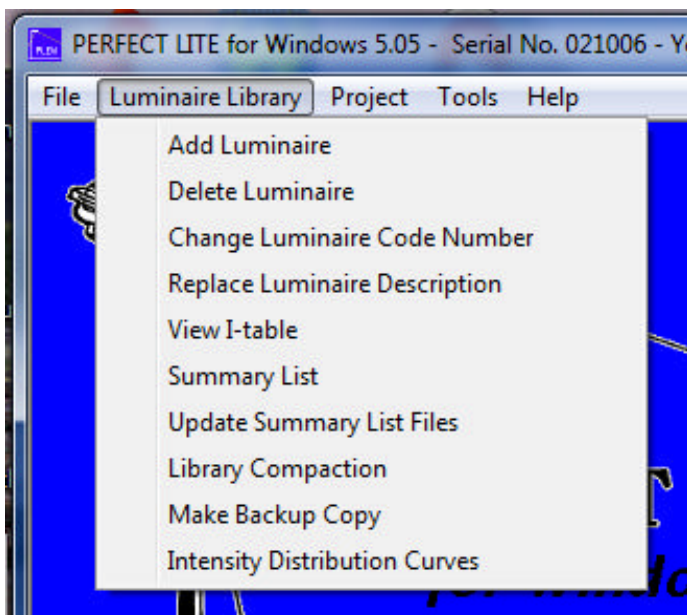 PERFECT LITE for Windows 5.05 - Serial No. 021006 -
File Luminaire Library Project Tools Help
Add Luminaire
Delete Luminaire
Change Luminaire Code Number
Replace Luminaire Description
View I-table
Summary List
Update Summary List Files
Library Compaction
Make Backup Copy
Intensity Distribution Curves